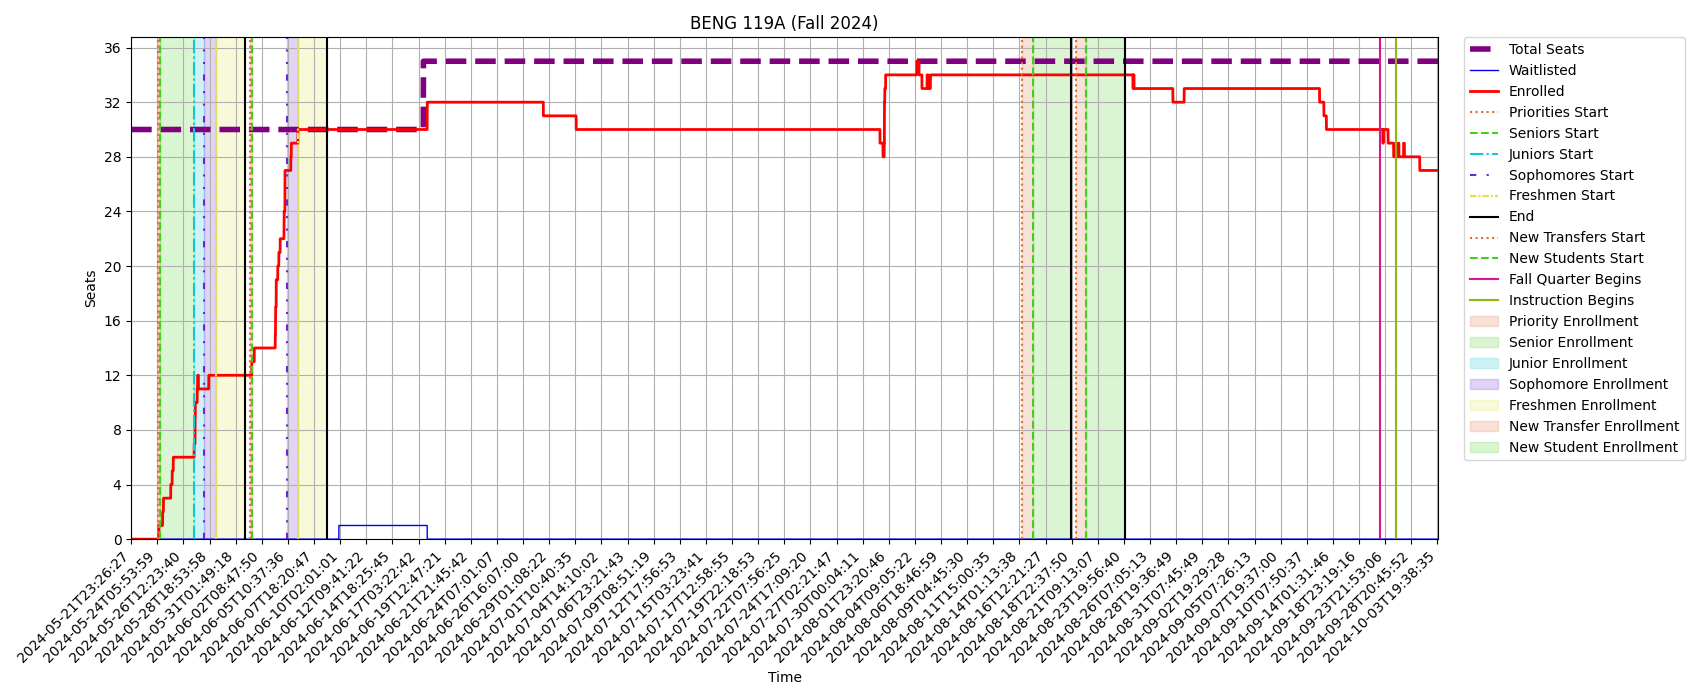 BENG 119A (Fall 2024)
Seats
36
32
28
24
20
16
12
8
4
0
2024-05-21T23:26:27
2024-05-24T05:53:59
2024-05-26T12:23:40
2024-05-28T18:53:58
2024-05-31T01:49:18
2024-06-02T08:47:50
2024-06-05T10:37:36
2024-06-07T18:20:47
2024-06-10T02:01:01
2024-06-12T09:41:22
2024-06-14T18:25:45
2024-06-17T03:22:42
2024-06-19T12:47:21
2024-06-21T21:45:42
2024-06-24T07:01:07
2024-06-26T16:07:00
2024-06-29T01:08:22
2024-07-01T10:40:35
2024-07-04T14:10:02
2024-07-06T23:21:43
2024-07-09T08:51:19
2024-07-12T17:56:53
2024-07-15T03:23:41
2024-07-17T12:58:55
2024-07-19T22:18:53
2024-07-22T07:56:25
2024-07-24T17:09:20
2024-07-27T02:21:47
2024-07-30T00:04:11
2024-08-01T23:20:46
2024-08-04T09:05:22
2024-08-06T18:46:59
2024-08-09T04:45:30
2024-08-11T15:00:35
2024-08-14T01:13:38
2024-08-16T12:21:27
2024-08-18T22:37:50
2024-08-21T09:13:07
2024-08-23T19:56:40
2024-08-26T07:05:13
2024-08-28T19:36:49
2024-08-31T07:45:49
2024-09-02T19:29:28
2024-09-05T07:26:13
2024-09-07T19:37:00
2024-09-10T07:50:37
2024-09-14T01:31:46
2024-09-18T23:19:16
2024-09-23T21:53:06
2024-09-28T20:45:52
2024-10-03T19:38:35
Time
Total Seats
Waitlisted
Enrolled
Priorities Start
Seniors Start
Juniors Start
Sophomores Start
Freshmen Start
End
New Transfers Start
New Students Start
Fall Quarter Begins
Instruction Begins
Priority Enrollment
Senior Enrollment
Junior Enrollment
Sophomore Enrollment
Freshmen Enrollment
New Transfer Enrollment
New Student Enrollment